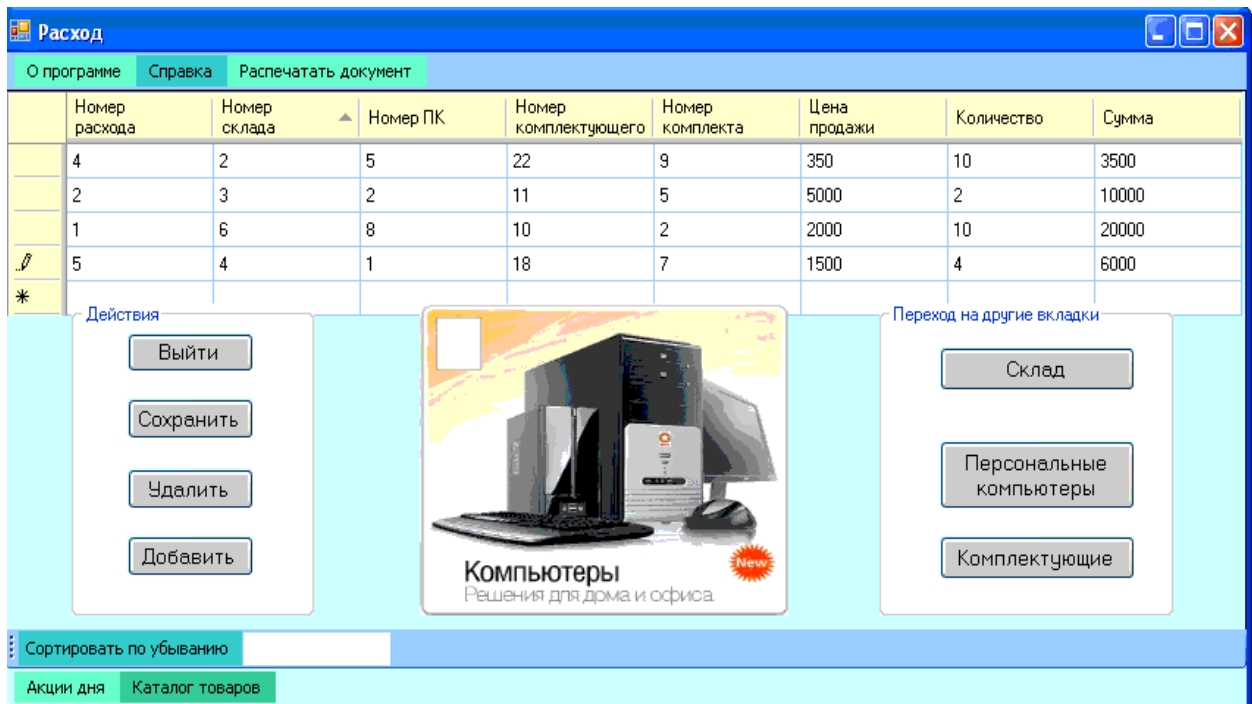 Расход
О программе Справка Распечатать документ
Номер расхода Номер склада Номер ПК Номер комплектующего Номер комплекта Цена продажи Количество Сумма
4 2 5 22 9 350 10 3500
2 3 2 11 5 5000 2 10000
1 6 8 10 2 2000 10 20000
5 4 1 18 7 1500 4 6000
Действия
Выйти
Сохранить
Удалить
Добавить
New
Компьютеры
Решения для дома и офиса
Переход на другие вкладки
Склад
Персональные
компьютеры
Комплектующие
Сортировать по убыванию
Акции дня Каталог товаров